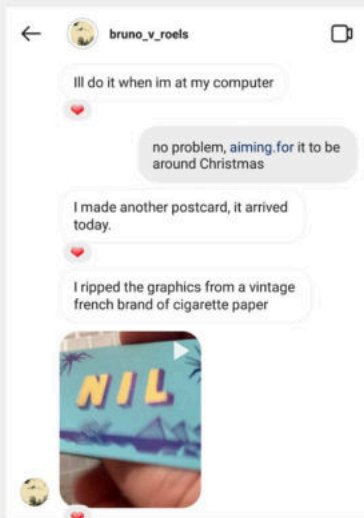 bruno_v_roels
Ill do it when im at my computer
no problem, aiming.for it to be
around Christmas
I made another postcard, it arrived
today.
I ripped the graphics from a vintage
french brand of cigarette paper
NIL